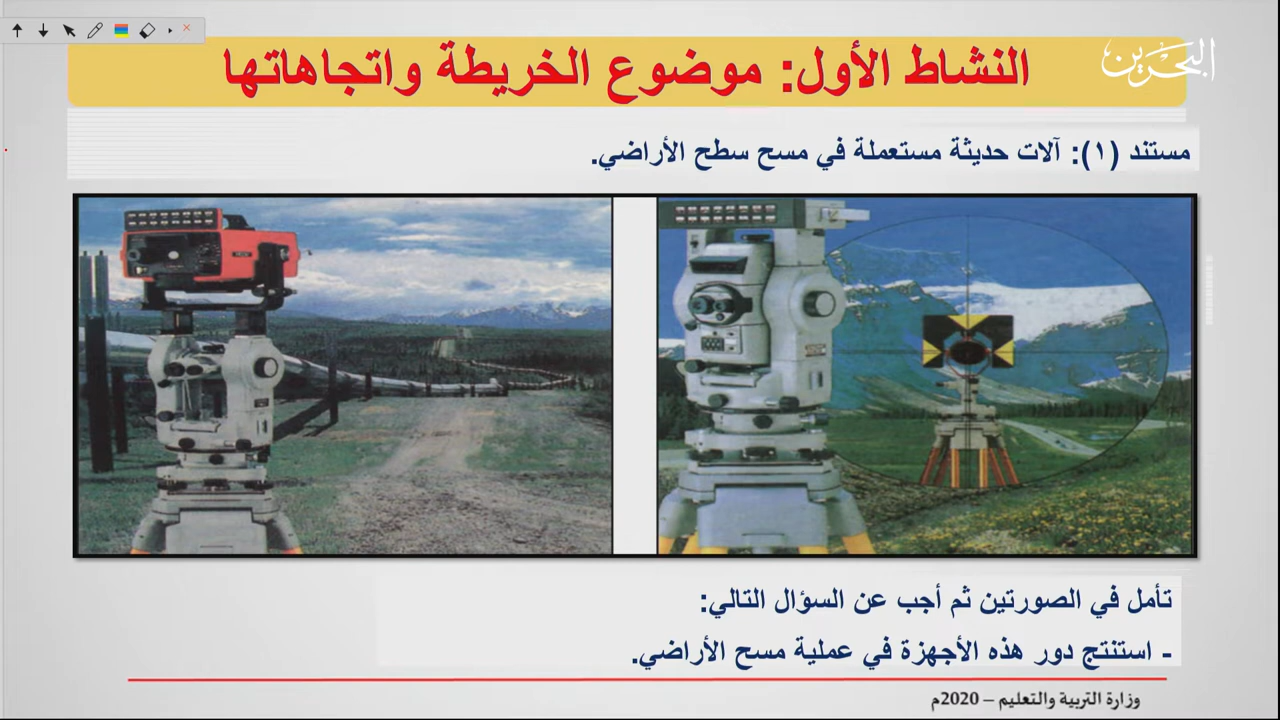 النشاط الأول: موضوع الخريطة واتجاهاتها
البحرين
مستند (١): آلات حديثة مستعملة في مسح سطح الأراضي.
تأمل في الصورتين ثم أجب عن السؤال التالي:
- استنتج دور هذه الأجهزة في عملية مسح الأراضي.
وزارة التربية والتعليم – 2020م